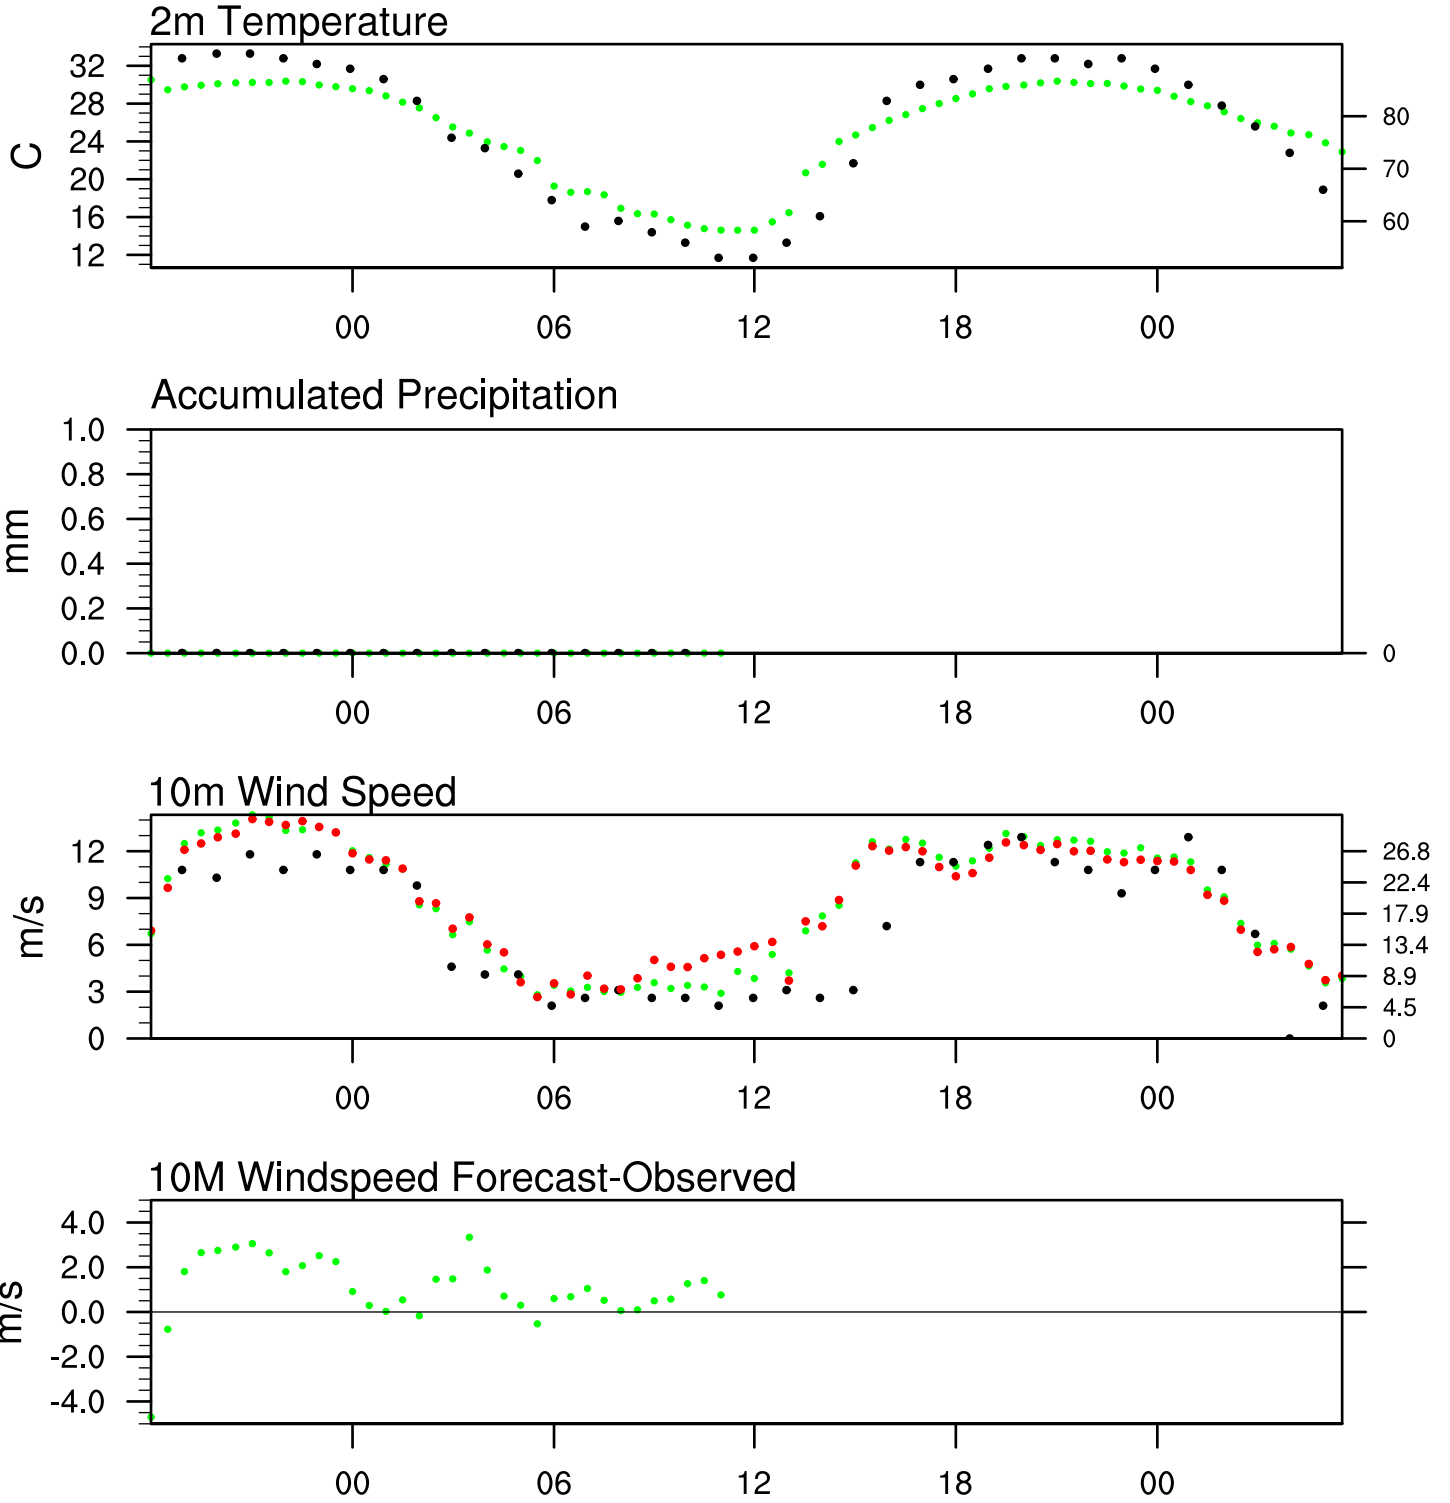 2m Temperature
32
28
24
20
16
12
C
80
70
60
00 06 12 18 00
Accumulated Precipitation
1.0
0.8
0.6
0.4
0.2
0.0
mm
0
00 06 12 18 00
10m Wind Speed
12
9
6
3
0
m/s
26.8
22.4
17.9
13.4
8.9
4.5
0
00 06 12 18 00
10M Windspeed Forecast-Observed
4.0
2.0
0.0
-2.0
-4.0
m/s
00 06 12 18 00